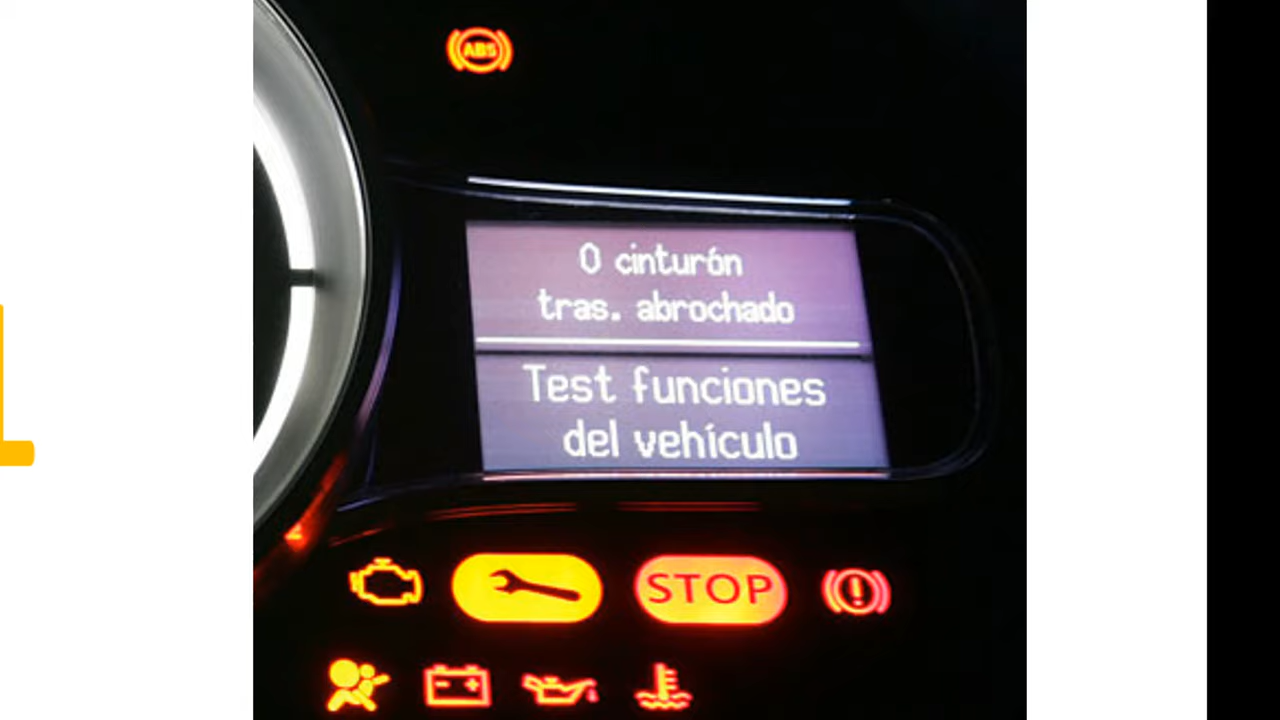 ABS
0 cinturón
tras. abrochado
Test funciones
del vehículo
STOP